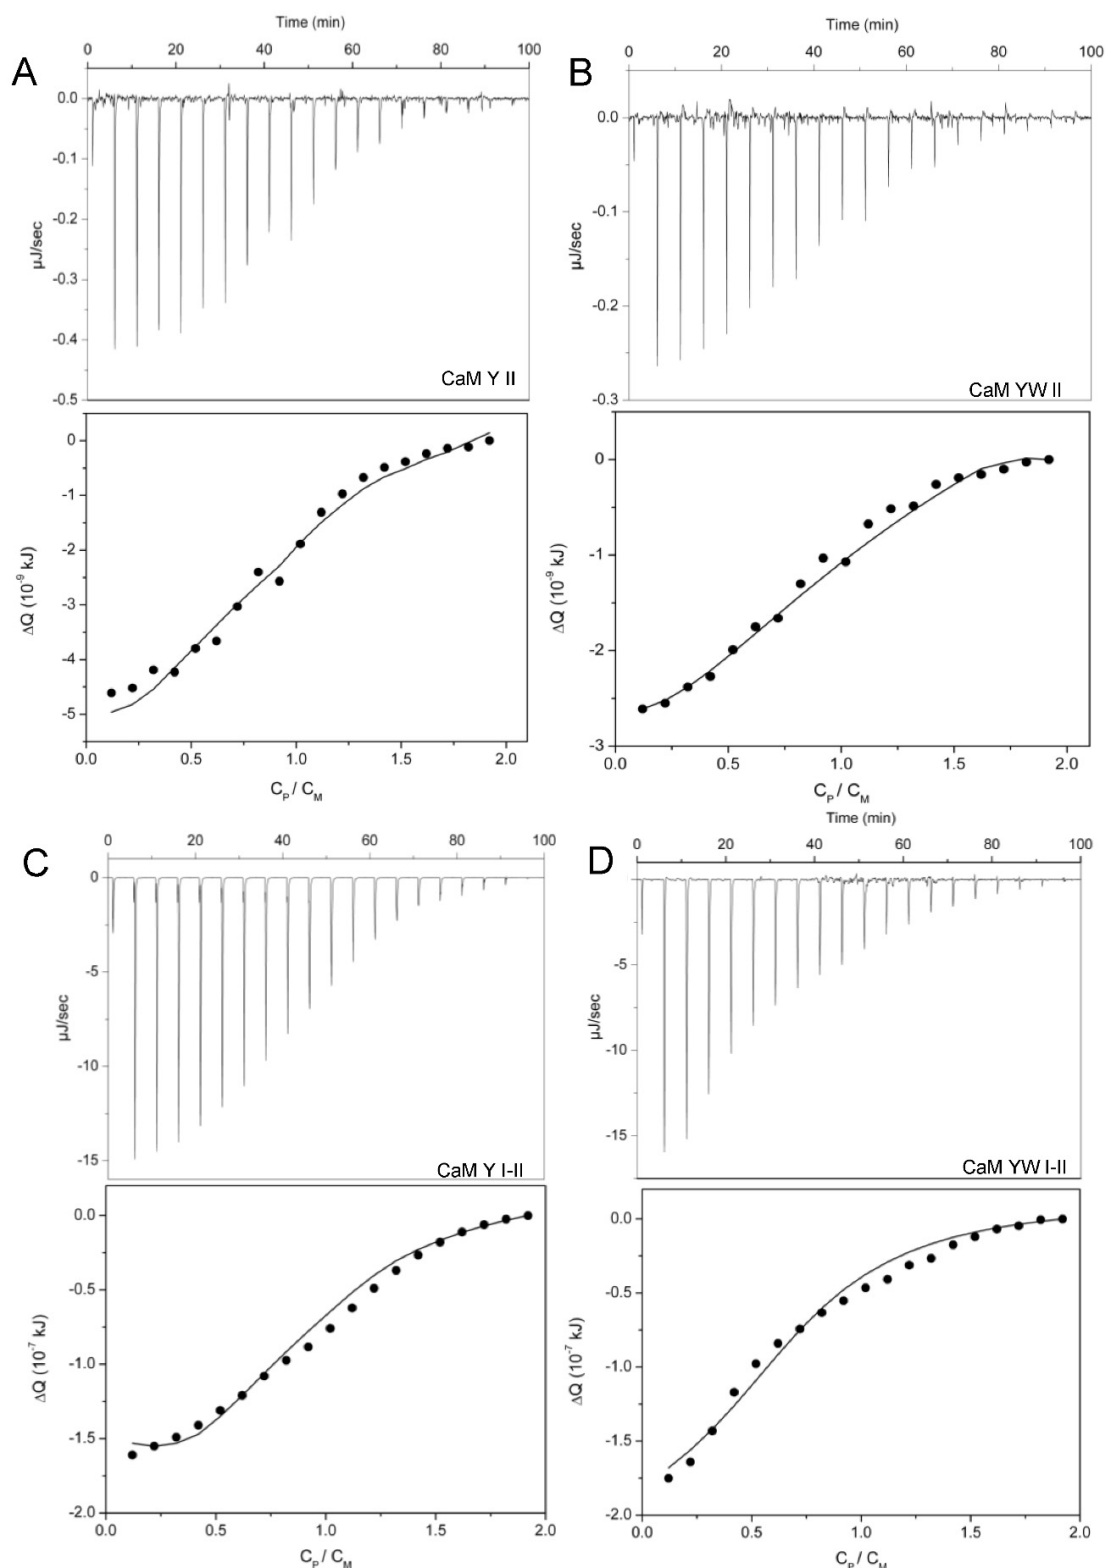 Time (min)
0 20 40 60 80 100
A
0.0
-0.1
-0.2
-0.3
-0.4
-0.5
µJ/sec
CaM Y II
0
-1
-2
-3
-4
-5
ΔQ (10⁻⁹ kJ)
0.0 0.5 1.0 1.5 2.0
C_P / C_M
Time (min)
0 20 40 60 80 100
B
0.0
-0.1
-0.2
-0.3
µJ/sec
CaM YW II
0
-1
-2
-3
ΔQ (10⁻⁹ kJ)
0.0 0.5 1.0 1.5 2.0
C_P / C_M
0 20 40 60 80 100
C
0
-5
-10
-15
µJ/sec
CaM Y I-II
0.0
-0.5
-1.0
-1.5
-2.0
ΔQ (10⁻⁷ kJ)
0.0 0.5 1.0 1.5 2.0
C_P / C_M
Time (min)
0 20 40 60 80 100
D
0
-5
-10
-15
µJ/sec
CaM YW I-II
0.0
-0.5
-1.0
-1.5
-2.0
ΔQ (10⁻⁷ kJ)
0.0 0.5 1.0 1.5 2.0
C_P / C_M